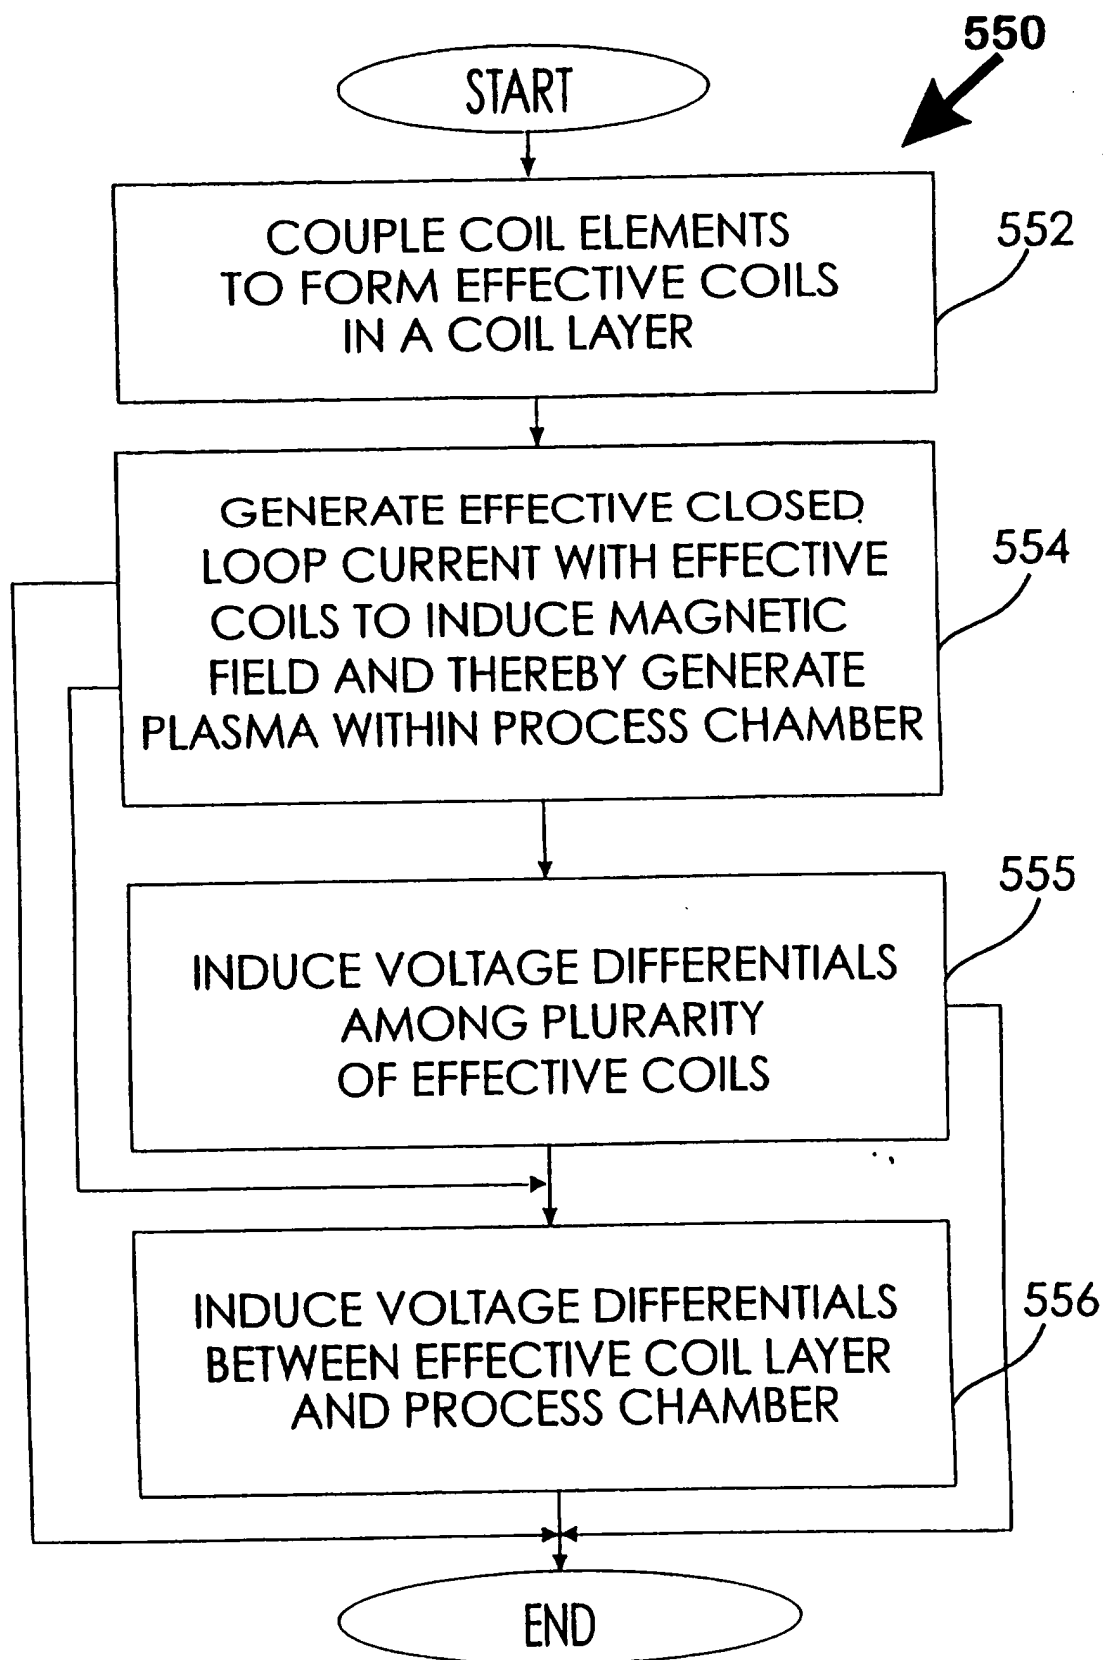 550
START
COUPLE COIL ELEMENTS
TO FORM EFFECTIVE COILS
IN A COIL LAYER
552
GENERATE EFFECTIVE CLOSED
LOOP CURRENT WITH EFFECTIVE
COILS TO INDUCE MAGNETIC
FIELD AND THEREBY GENERATE
PLASMA WITHIN PROCESS CHAMBER
554
INDUCE VOLTAGE DIFFERENTIALS
AMONG PLURARITY
OF EFFECTIVE COILS
555
INDUCE VOLTAGE DIFFERENTIALS
BETWEEN EFFECTIVE COIL LAYER
AND PROCESS CHAMBER
556
END